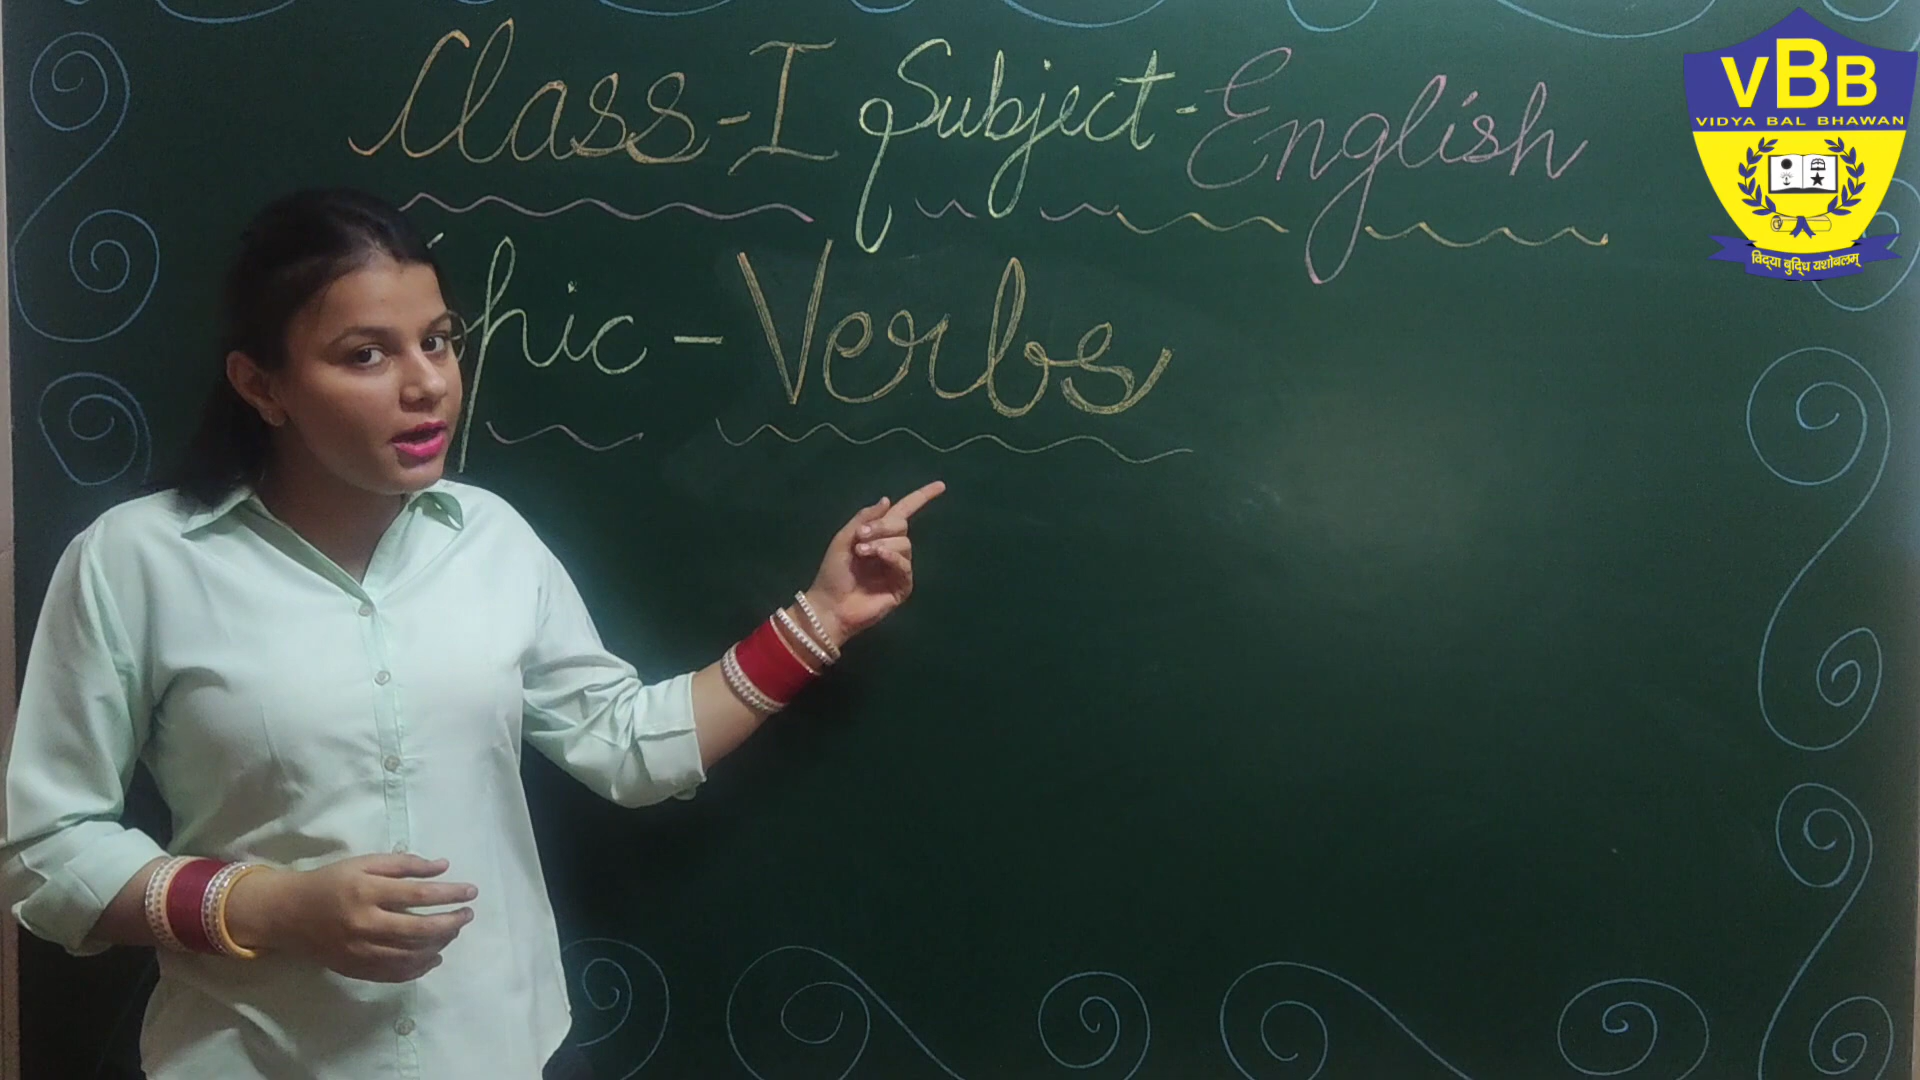 Class-I Subject-English
pic - Verbs
VBB
VIDYA BAL BHAWAN
विद्या बुद्धि यशोबलम्